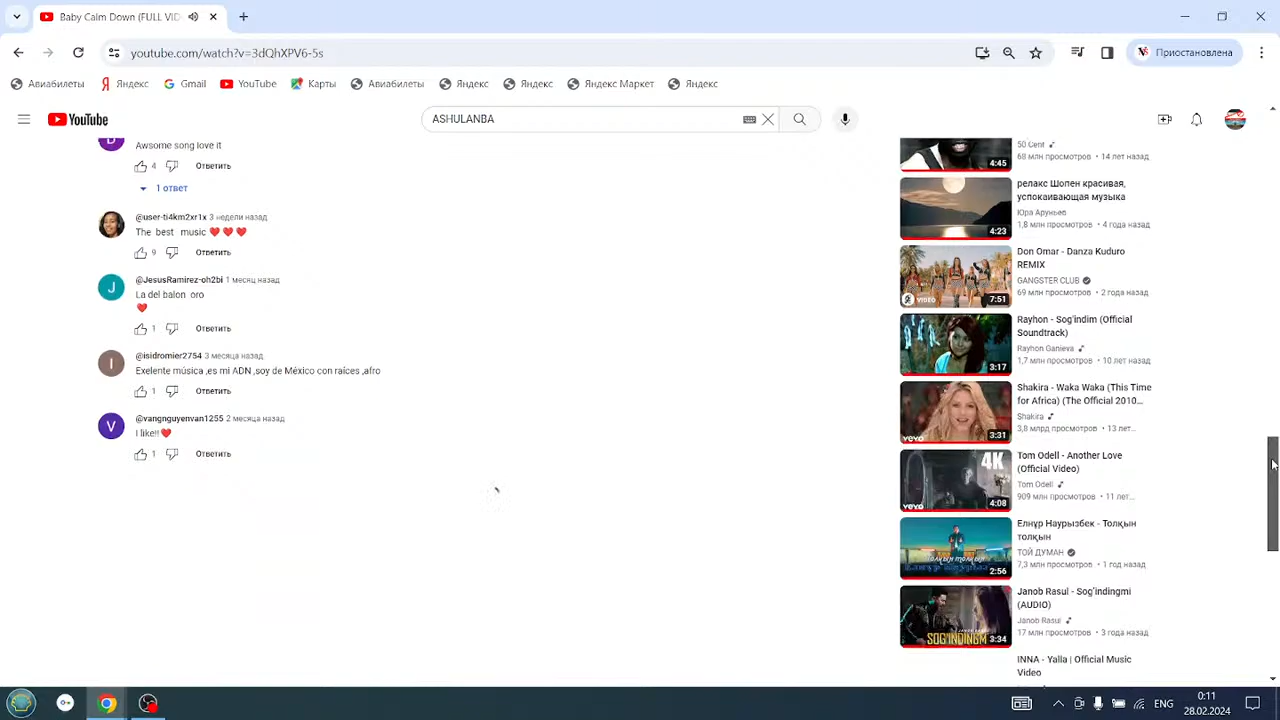 Baby Calm Down (FULL VID
youtube.com/watch?v=3dQhXPV6-5s
Приостановлена
Авиабилеты
Яндекс
Gmail
YouTube
Карты
Авиабилеты
Яндекс
Яндекс
Яндекс Маркет
Яндекс
YouTube
ASHULANBA
Awsome song love it
4 Ответить
1 ответ
@user-ti4km2xr1x 3 недели назад
The best music ❤️ ❤️ ❤️
9 Ответить
@JesusRamirez-oh2bi 1 месяц назад
La del balon oro
❤️
1 Ответить
@isidromier2754 3 месяца назад
Exelente música ,es mi ADN ,soy de México con raíces ,afro
1 Ответить
@vangnguyenvan1255 2 месяца назад
I like!! ❤️
1 Ответить
4:45
50 Cent
68 млн просмотров • 14 лет назад
4:23
релакс Шопен красивая,
успокаивающая музыка
Юра Аруньев
1,8 млн просмотров • 4 года назад
VIDEO
7:51
Don Omar - Danza Kuduro
REMIX
GANGSTER CLUB
69 млн просмотров • 2 года назад
3:17
Rayhon - Sog'indim (Official
Soundtrack)
Rayhon Ganieva
1,7 млн просмотров • 10 лет назад
vevo
3:31
Shakira - Waka Waka (This Time
for Africa) (The Official 2010...
Shakira
3,8 млрд просмотров • 13 лет...
4K
vevo
4:08
Tom Odell - Another Love
(Official Video)
Tom Odell
909 млн просмотров • 11 лет...
2:56
Елнұр Наурызбек - Толқын
толқын
ТОЙ ДУМАН
7,3 млн просмотров • 1 год назад
JANOB RASUL
SOG'INDINGMI
3:34
Janob Rasul - Sog'indingmi
(AUDIO)
Janob Rasul
17 млн просмотров • 3 года назад
INNA - Yalla | Official Music
Video
ENG
0:11
28.02.2024